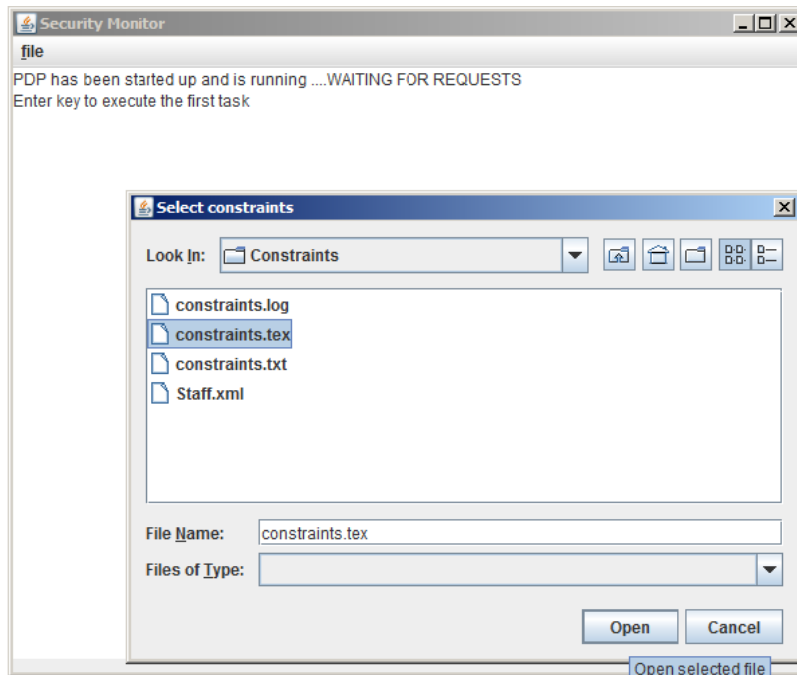 Security Monitor
file
PDP has been started up and is running ....WAITING FOR REQUESTS
Enter key to execute the first task
Select constraints
Look In: Constraints
constraints.log
constraints.tex
constraints.txt
Staff.xml
File Name: constraints.tex
Files of Type:
Open Cancel
Open selected file